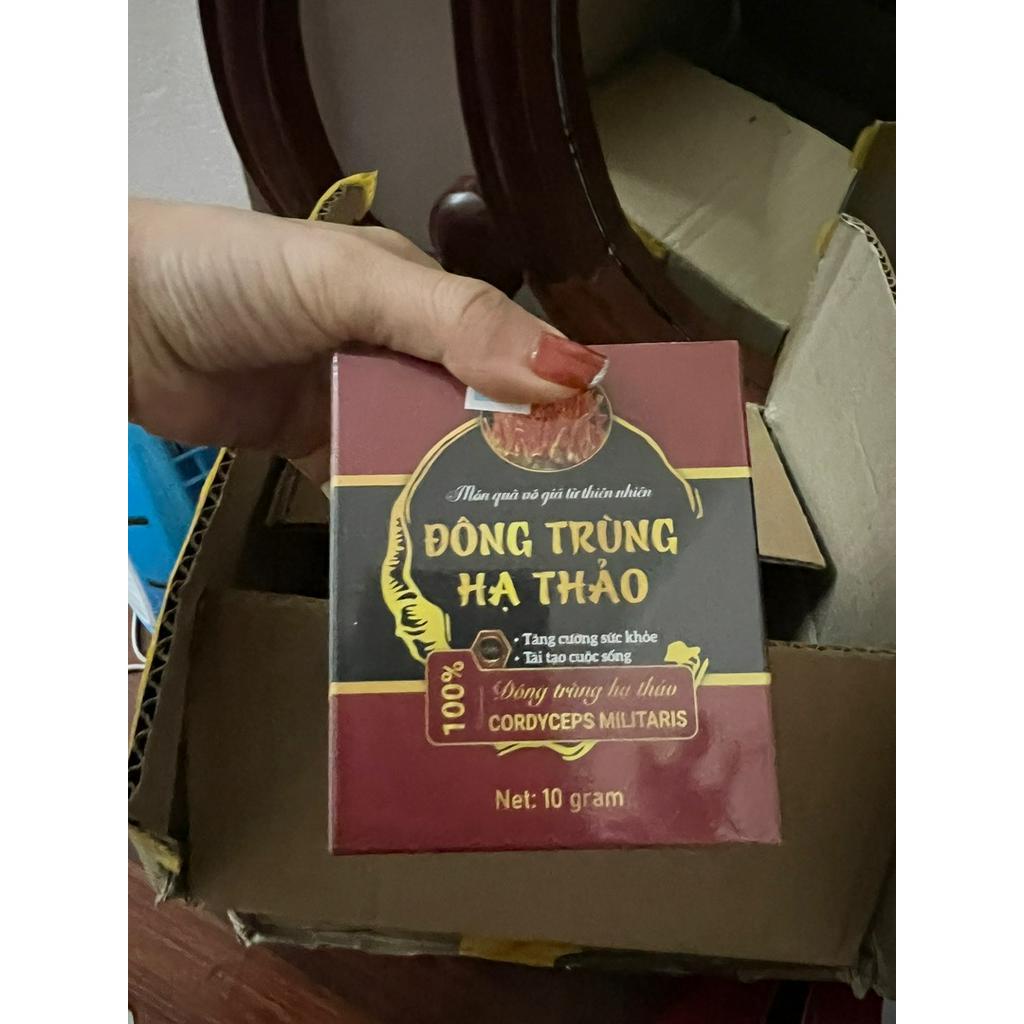 Món quà vô giá từ thiên nhiên
ĐÔNG TRÙNG
HẠ THẢO
• Tăng cường sức khỏe
• Tái tạo cuộc sống
100%
Đông trùng hạ thảo
CORDYCEPS MILITARIS
Net: 10 gram